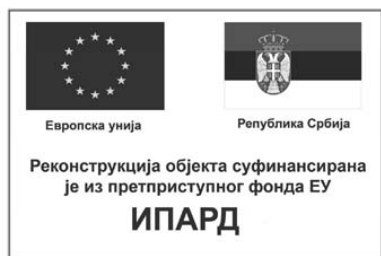 Европска унија
Република Србија
Реконструкција објекта суфинансирана
је из претприступног фонда ЕУ
ИПАРД